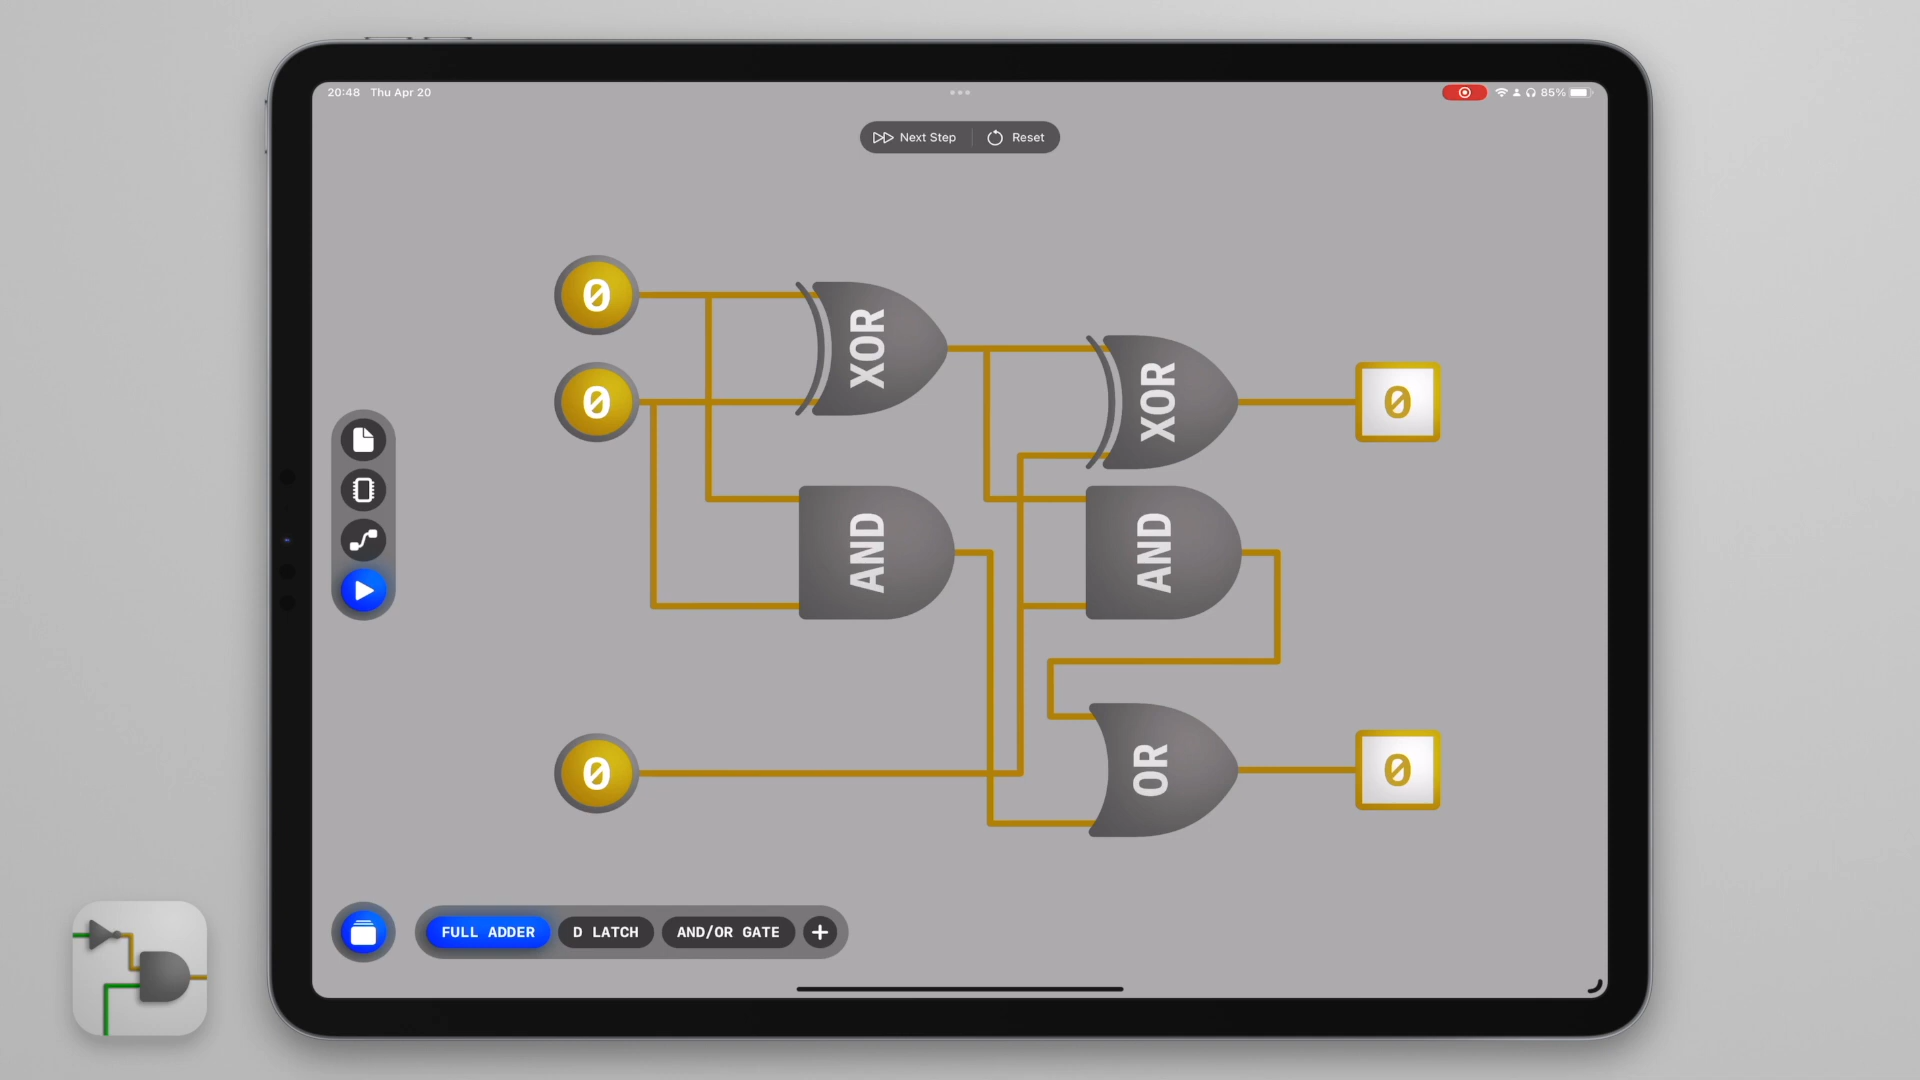 20:48 Thu Apr 20
85%
Next Step Reset
0
0
XOR
XOR
0
AND
AND
0
OR
0
FULL ADDER D LATCH AND/OR GATE +